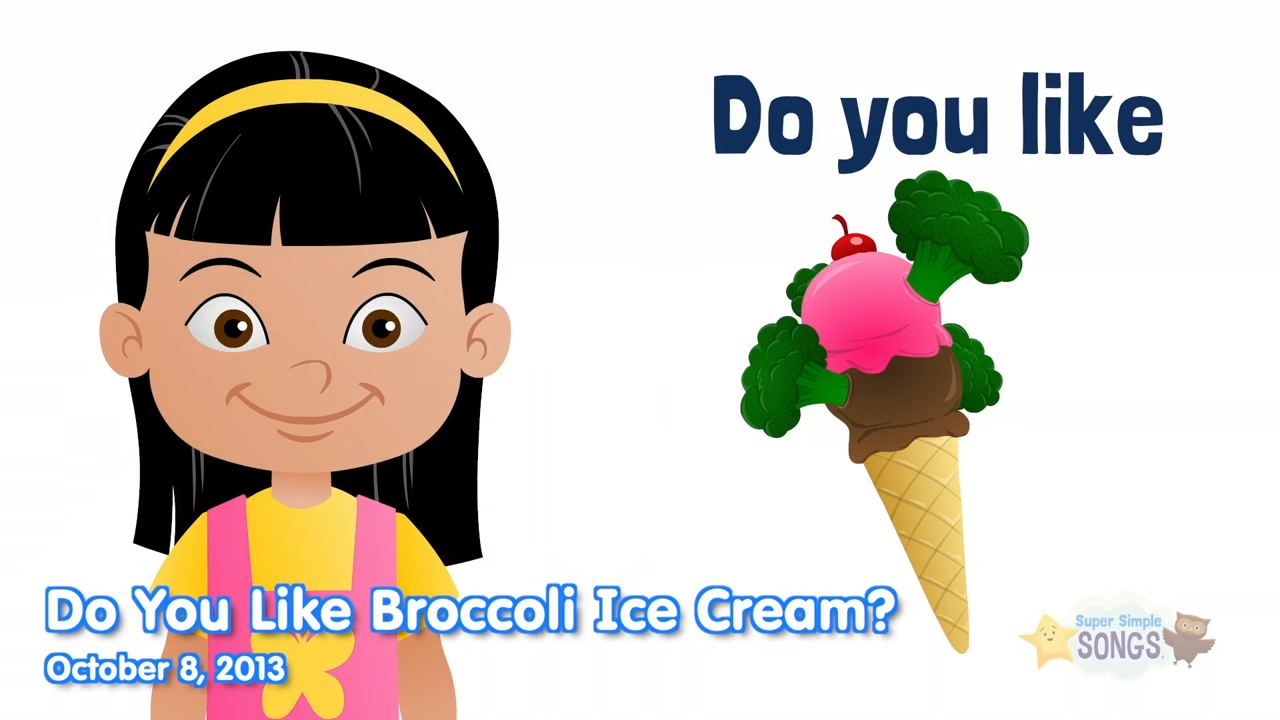 Do you like
Do You Like Broccoli Ice Cream?
October 8, 2013
Super Simple
SONGS